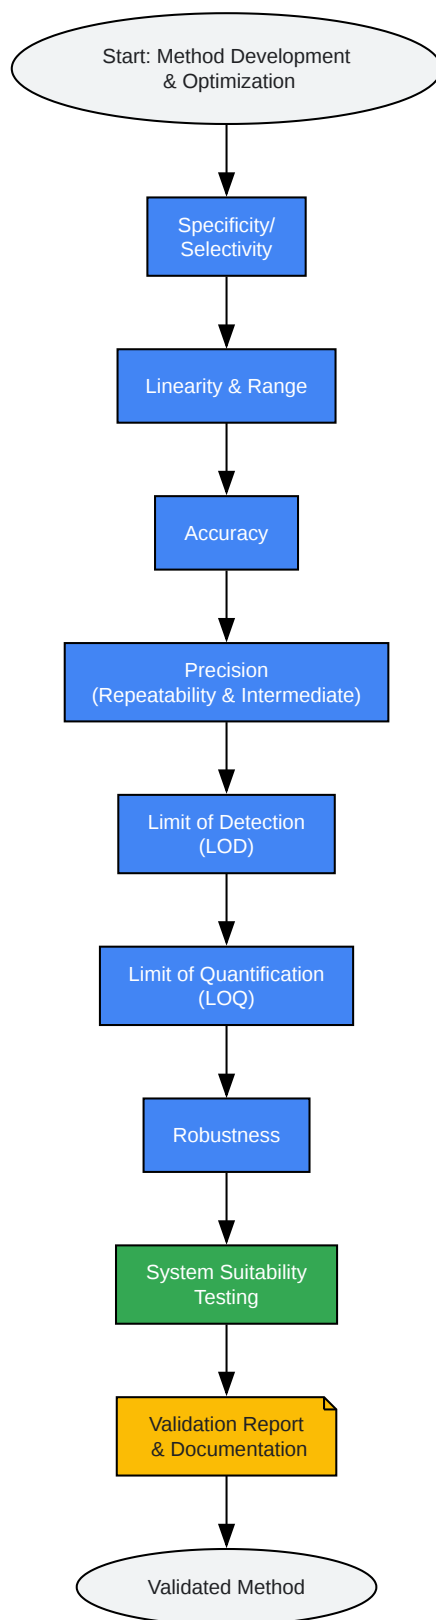 Start: Method Development
& Optimization
Specificity/
Selectivity
Linearity & Range
Accuracy
Precision
(Repeatability & Intermediate)
Limit of Detection
(LOD)
Limit of Quantification
(LOQ)
Robustness
System Suitability
Testing
Validation Report
& Documentation
Validated Method